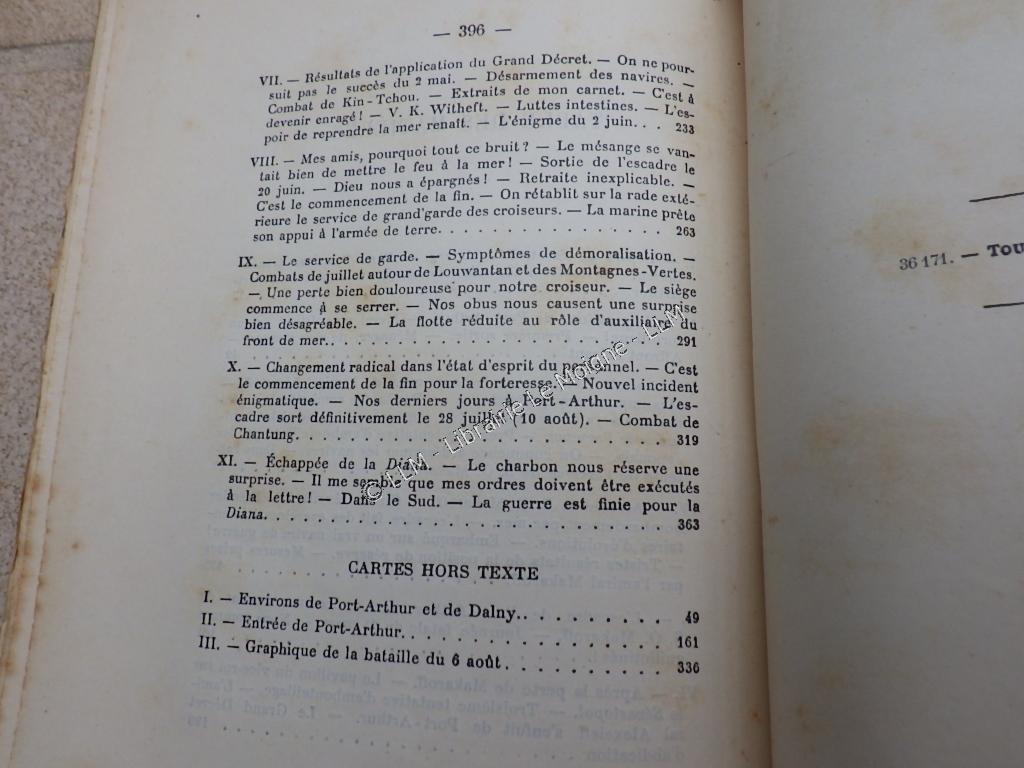 — 396 —
VII. — Résultats de l'application du Grand Décret. — On ne pour-
suit pas le succès du 2 mai. — Désarmement des navires. —
Combat de Kin-Tchou. — Extraits de mon carnet. — C'est à
devenir enragé! — V. K. Witheft. — Luttes intestines. — L'es-
poir de reprendre la mer renaît. — L'énigme du 2 juin. . . 233
VIII. — Mes amis, pourquoi tout ce bruit? — Le mésange se van-
tait bien de mettre le feu à la mer! — Sortie de l'escadre le
20 juin. — Dieu nous a épargnés! — Retraite inexplicable. —
C'est le commencement de la fin. — On rétablit sur la rade exté-
rieure le service de grand'garde des croiseurs. — La marine prête
son appui à l'armée de terre. . . . . . . . . . . . . . . . 263
IX. — Le service de garde. — Symptômes de démoralisation. —
Combats de juillet autour de Louwantan et des Montagnes-Vertes.
— Une perte bien douloureuse pour notre croiseur. — Le siège
commence à se serrer. — Nos obus nous causent une surprise
bien désagréable. — La flotte réduite au rôle d'auxiliaire du
front de mer. . . . . . . . . . . . . . . . . . . . . . . . 291
X. — Changement radical dans l'état d'esprit du personnel. — C'est
le commencement de la fin pour la forteresse. — Nouvel incident
énigmatique. — Nos derniers jours à Port-Arthur. — L'es-
cadre sort définitivement le 28 juillet (10 août). — Combat de
Chantung. . . . . . . . . . . . . . . . . . . . . . . . . . 319
XI. — Échappée de la Diana. — Le charbon nous réserve une
surprise. — Il me semble que mes ordres doivent être exécutés
à la lettre! — Dans le Sud. — La guerre est finie pour la
Diana. . . . . . . . . . . . . . . . . . . . . . . . . . . . 363
CARTES HORS TEXTE
I. — Environs de Port-Arthur et de Dalny. . . . . . . . . . 49
II. — Entrée de Port-Arthur. . . . . . . . . . . . . . . . . 161
III. — Graphique de la bataille du 6 août. . . . . . . . . . 336
36171. — Tou
© LLM - Librairie Le Moigne - LLM